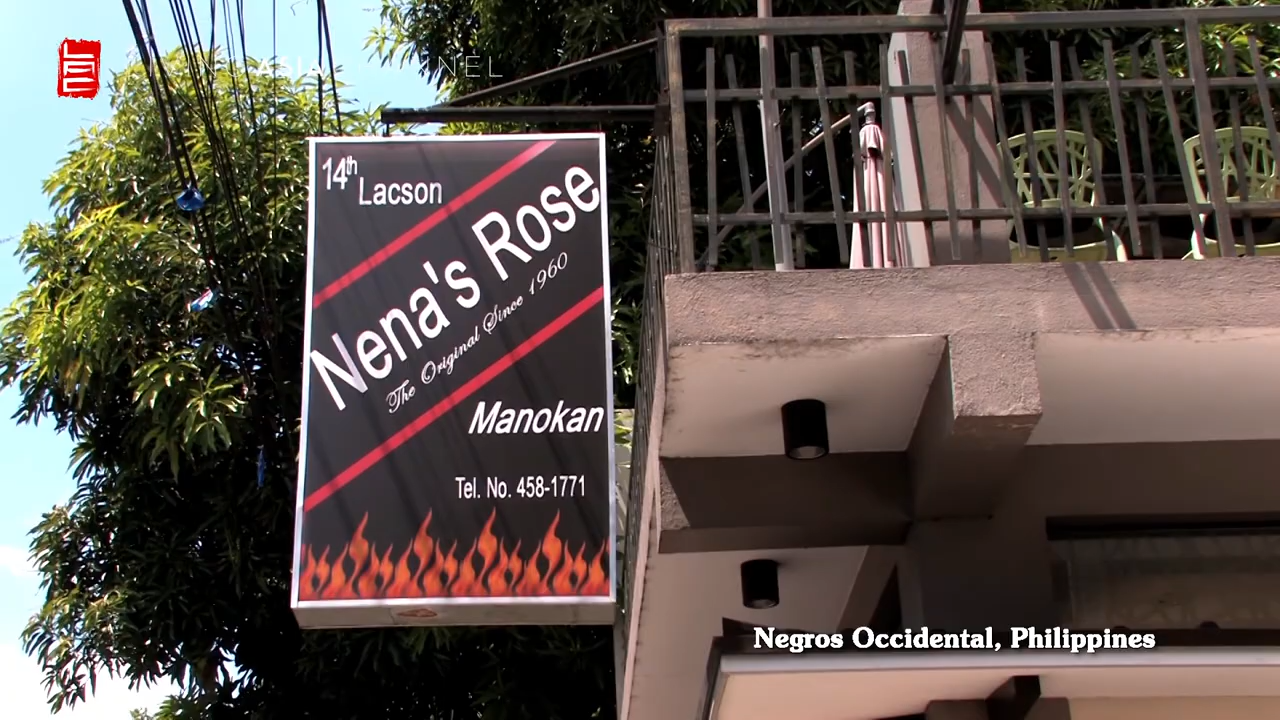 14th
Lacson
Nena's Rose
The Original Since 1960
Manokan
Tel. No. 458-1771
Negros Occidental, Philippines